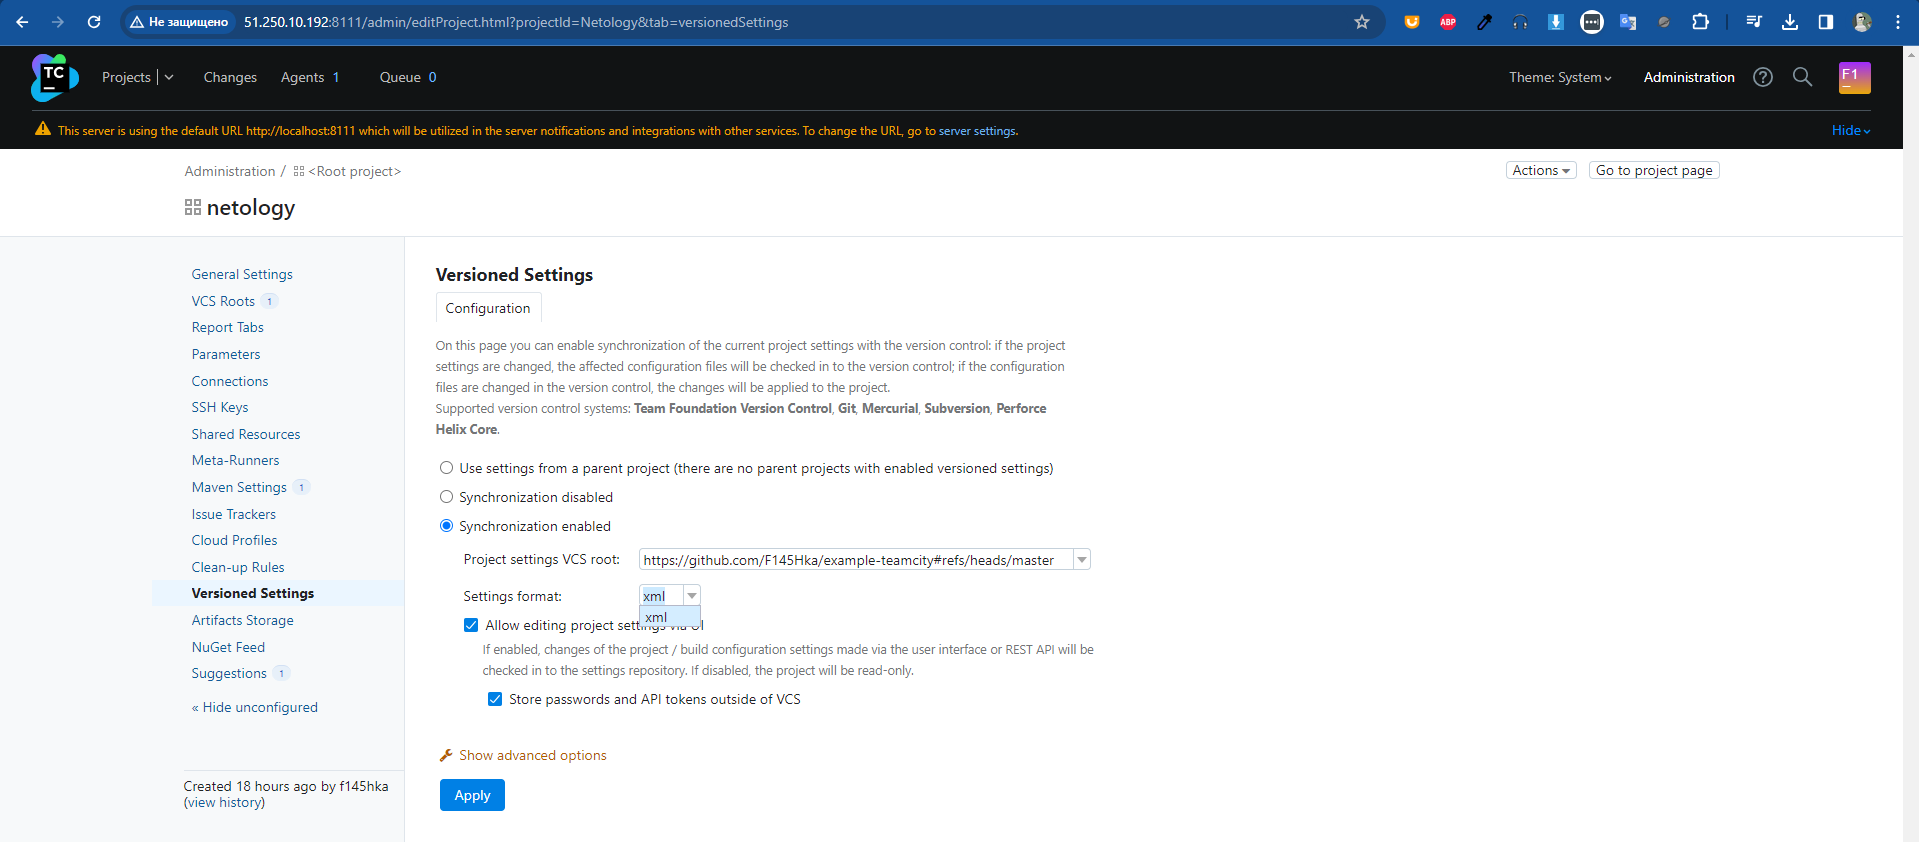 Не защищено 51.250.10.192:8111/admin/editProject.html?projectId=Netology&tab=versionedSettings
ABP
TC Projects Changes Agents 1 Queue 0 Theme: System Administration ? F1
This server is using the default URL http://localhost:8111 which will be utilized in the server notifications and integrations with other services. To change the URL, go to server settings. Hide
Administration / <Root project> Actions Go to project page
netology
General Settings
VCS Roots 1
Report Tabs
Parameters
Connections
SSH Keys
Shared Resources
Meta-Runners
Maven Settings 1
Issue Trackers
Cloud Profiles
Clean-up Rules
Versioned Settings
Artifacts Storage
NuGet Feed
Suggestions 1
« Hide unconfigured
Created 18 hours ago by f145hka
(view history)
Versioned Settings
Configuration
On this page you can enable synchronization of the current project settings with the version control: if the project
settings are changed, the affected configuration files will be checked in to the version control; if the configuration
files are changed in the version control, the changes will be applied to the project.
Supported version control systems: Team Foundation Version Control, Git, Mercurial, Subversion, Perforce
Helix Core.
Use settings from a parent project (there are no parent projects with enabled versioned settings)
Synchronization disabled
Synchronization enabled
Project settings VCS root: https://github.com/F145Hka/example-teamcity#refs/heads/master
Settings format: xml
xml
Allow editing project settings via UI
If enabled, changes of the project / build configuration settings made via the user interface or REST API will be
checked in to the settings repository. If disabled, the project will be read-only.
Store passwords and API tokens outside of VCS
Show advanced options
Apply